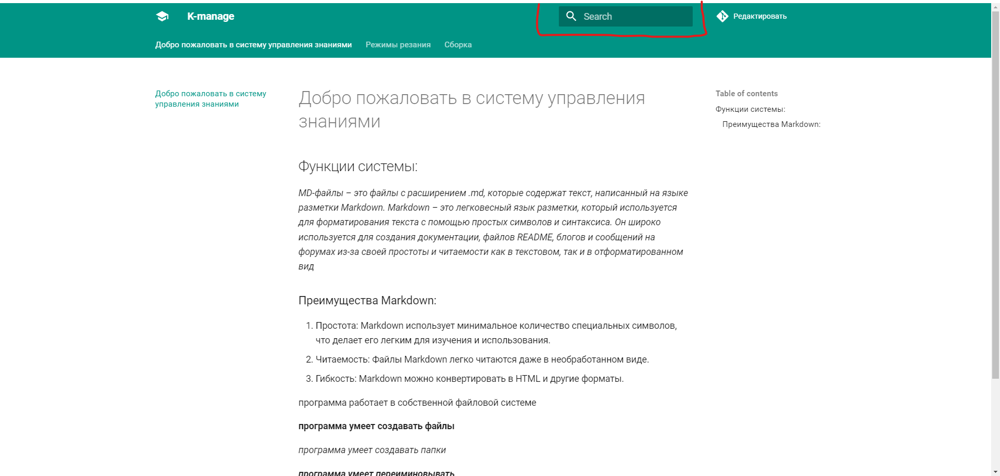 K-manage
Search
Редактировать
Добро пожаловать в систему управления знаниями
Режимы резания
Сборка
Добро пожаловать в систему
управления знаниями
Добро пожаловать в систему управления
знаниями
Функции системы:
MD-файлы – это файлы с расширением .md, которые содержат текст, написанный на языке
разметки Markdown. Markdown – это легковесный язык разметки, который используется
для форматирования текста с помощью простых символов и синтаксиса. Он широко
используется для создания документации, файлов README, блогов и сообщений на
форумах из-за своей простоты и читаемости как в текстовом, так и в отформатированном
вид
Преимущества Markdown:
1. Простота: Markdown использует минимальное количество специальных символов,
что делает его легким для изучения и использования.
2. Читаемость: Файлы Markdown легко читаются даже в необработанном виде.
3. Гибкость: Markdown можно конвертировать в HTML и другие форматы.
программа работает в собственной файловой системе
программа умеет создавать файлы
программа умеет создавать папки
программа умеет переиминовывать
Table of contents
Функции системы:
Преимущества Markdown: